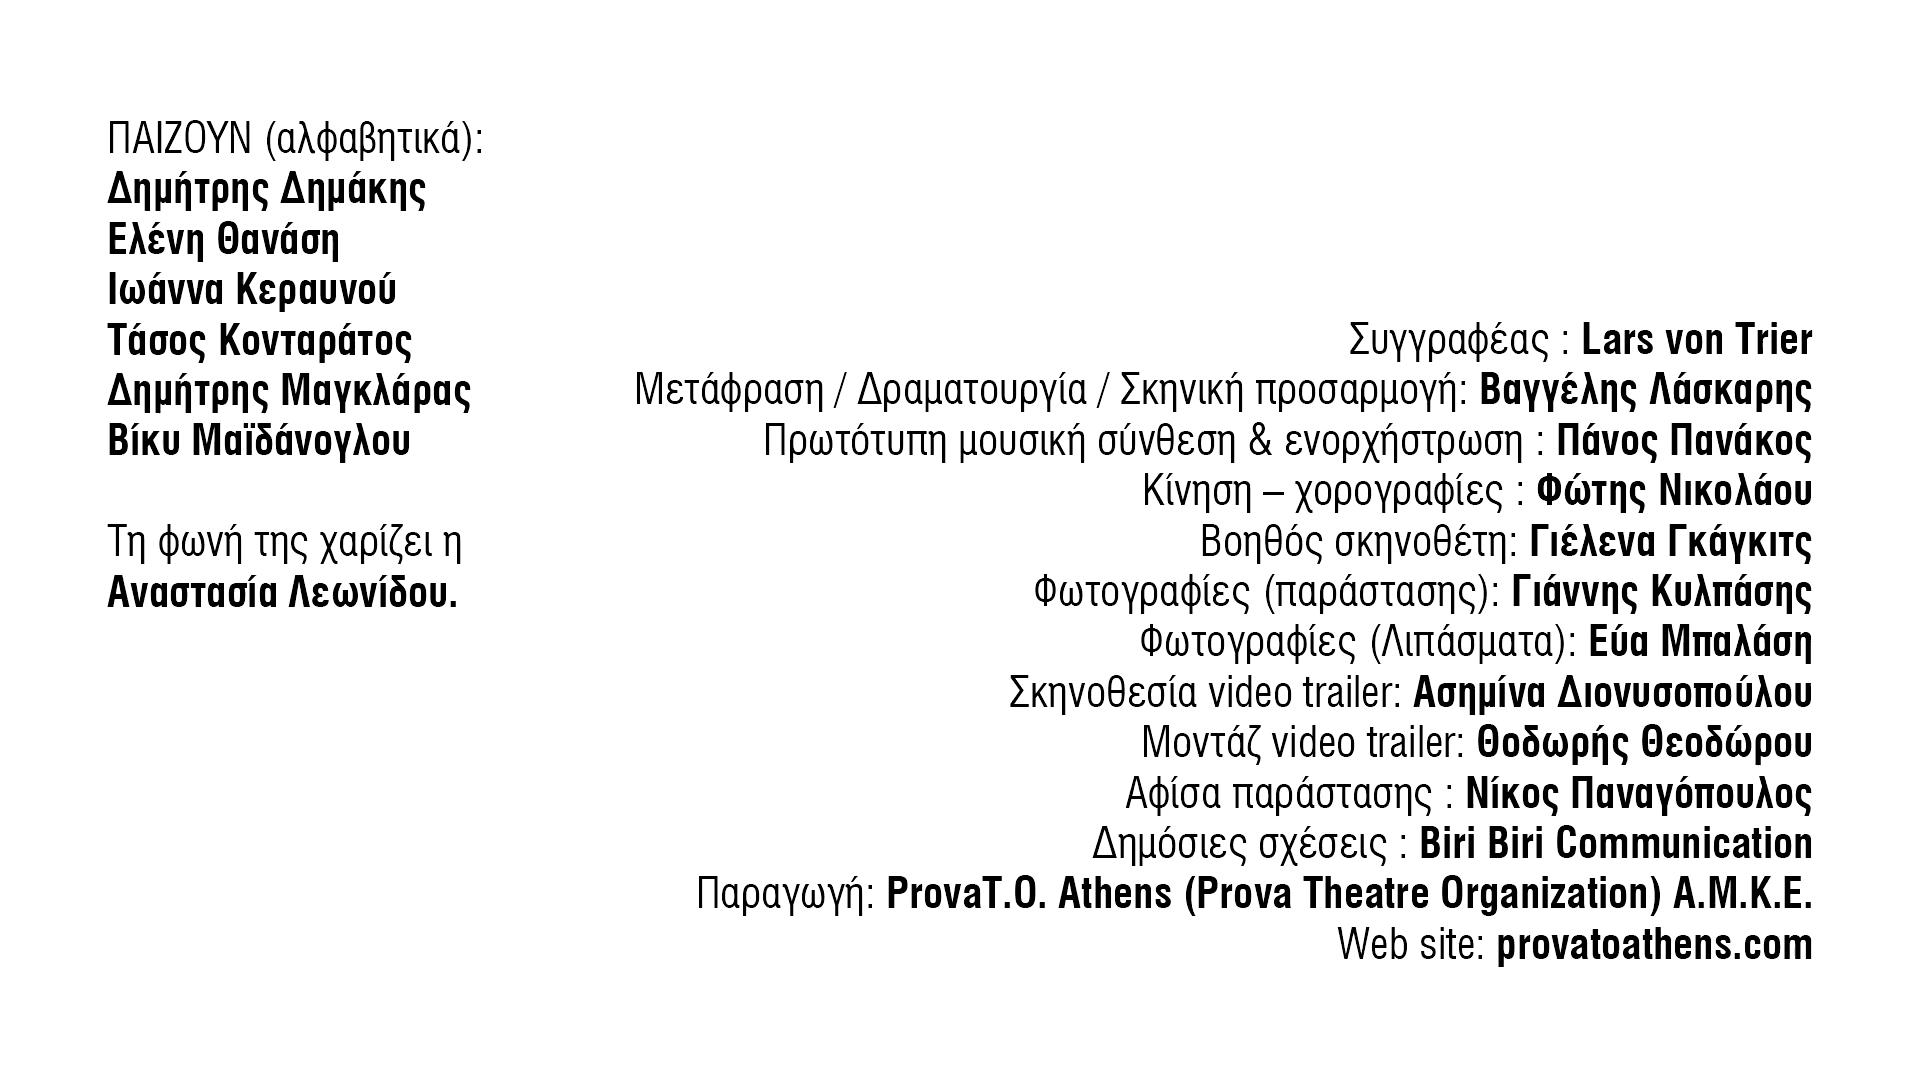 ΠΑΙΖΟΥΝ (αλφαβητικά):
Δημήτρης Δημάκης
Ελένη Θανάση
Ιωάννα Κεραυνού
Τάσος Κονταράτος
Δημήτρης Μαγκλάρας
Βίκυ Μαϊδάνογλου
Τη φωνή της χαρίζει η
Αναστασία Λεωνίδου.
Συγγραφέας : Lars von Trier
Μετάφραση / Δραματουργία / Σκηνική προσαρμογή: Βαγγέλης Λάσκαρης
Πρωτότυπη μουσική σύνθεση & ενορχήστρωση : Πάνος Πανάκος
Κίνηση – χορογραφίες : Φώτης Νικολάου
Βοηθός σκηνοθέτη: Γιέλενα Γκάγκιτς
Φωτογραφίες (παράστασης): Γιάννης Κυλπάσης
Φωτογραφίες (Λιπάσματα): Εύα Μπαλάση
Σκηνοθεσία video trailer: Ασημίνα Διονυσοπούλου
Μοντάζ video trailer: Θοδωρής Θεοδώρου
Αφίσα παράστασης : Νίκος Παναγόπουλος
Δημόσιες σχέσεις : Biri Biri Communication
Παραγωγή: ProvaT.O. Athens (Prova Theatre Organization) Α.Μ.Κ.Ε.
Web site: provatoathens.com